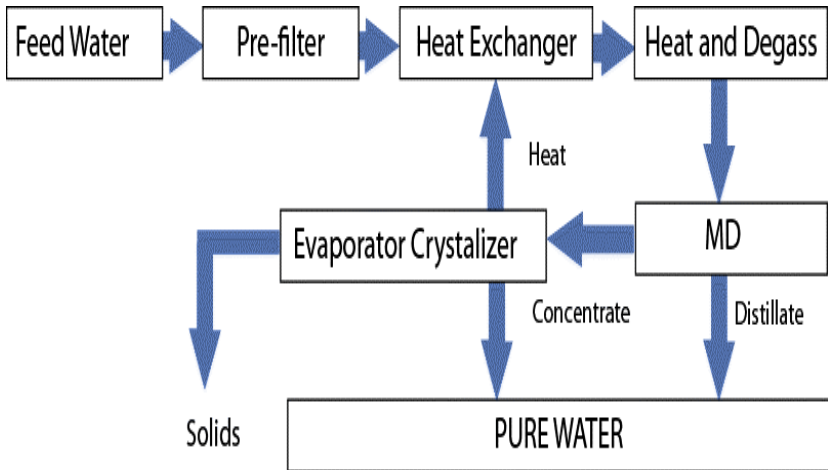 Feed Water
Pre-filter
Heat Exchanger
Heat and Degass
Heat
Evaporator Crystalizer
MD
Concentrate
Distillate
Solids
PURE WATER